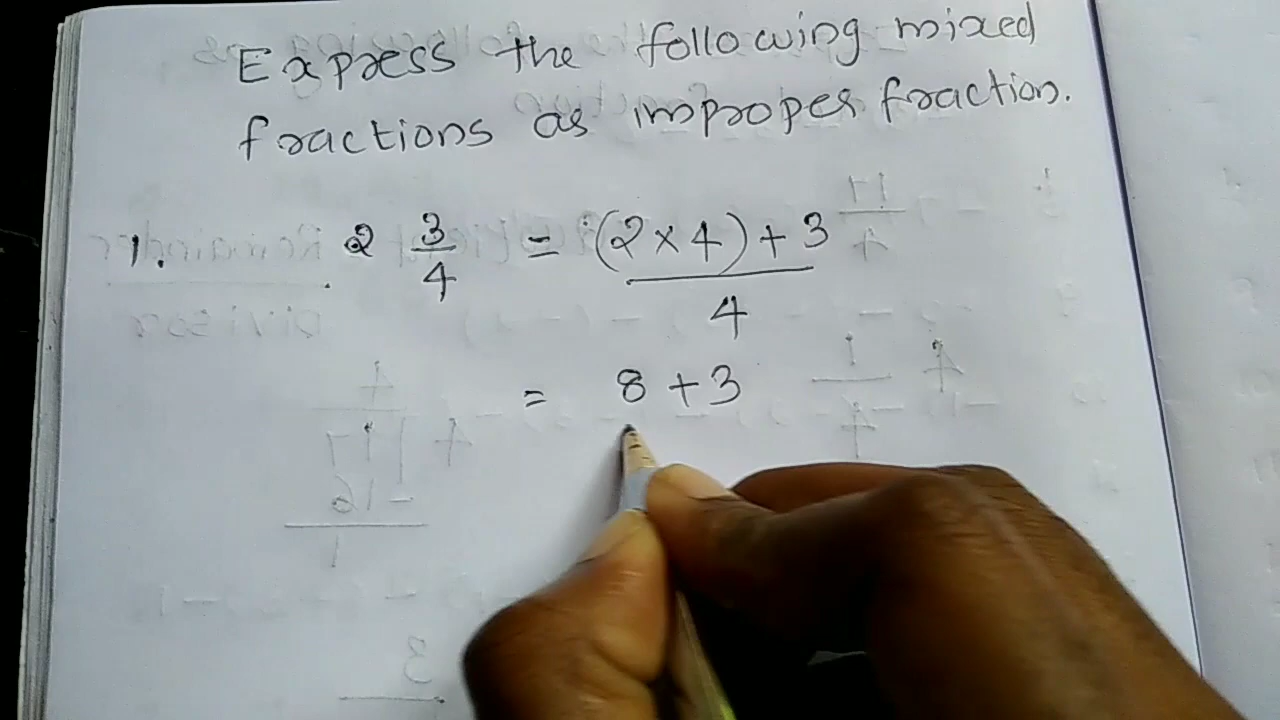 Express the following mixed
fractions as improper fraction.
1. 2 3/4 = (2 × 4) + 3 / 4
= 8 + 3